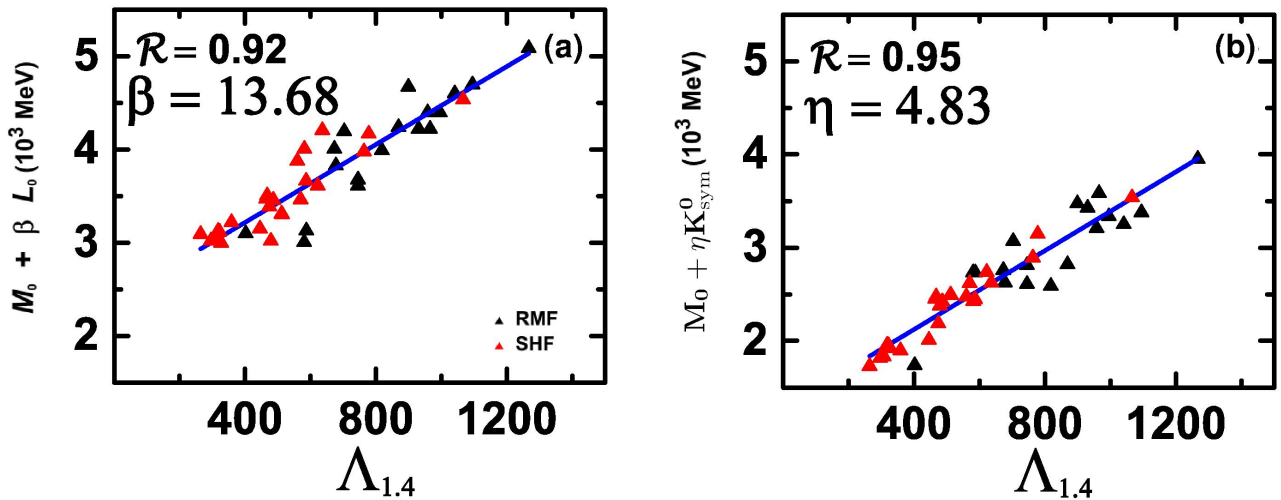 M₀ + β L₀ (10³ MeV)
5
4
3
2
R = 0.92
β = 13.68
(a)
RMF
SHF
400
800
1200
Λ₁.₄
M₀ + ηK⁰sym (10³ MeV)
5
4
3
2
R = 0.95
η = 4.83
(b)
400
800
1200
Λ₁.₄